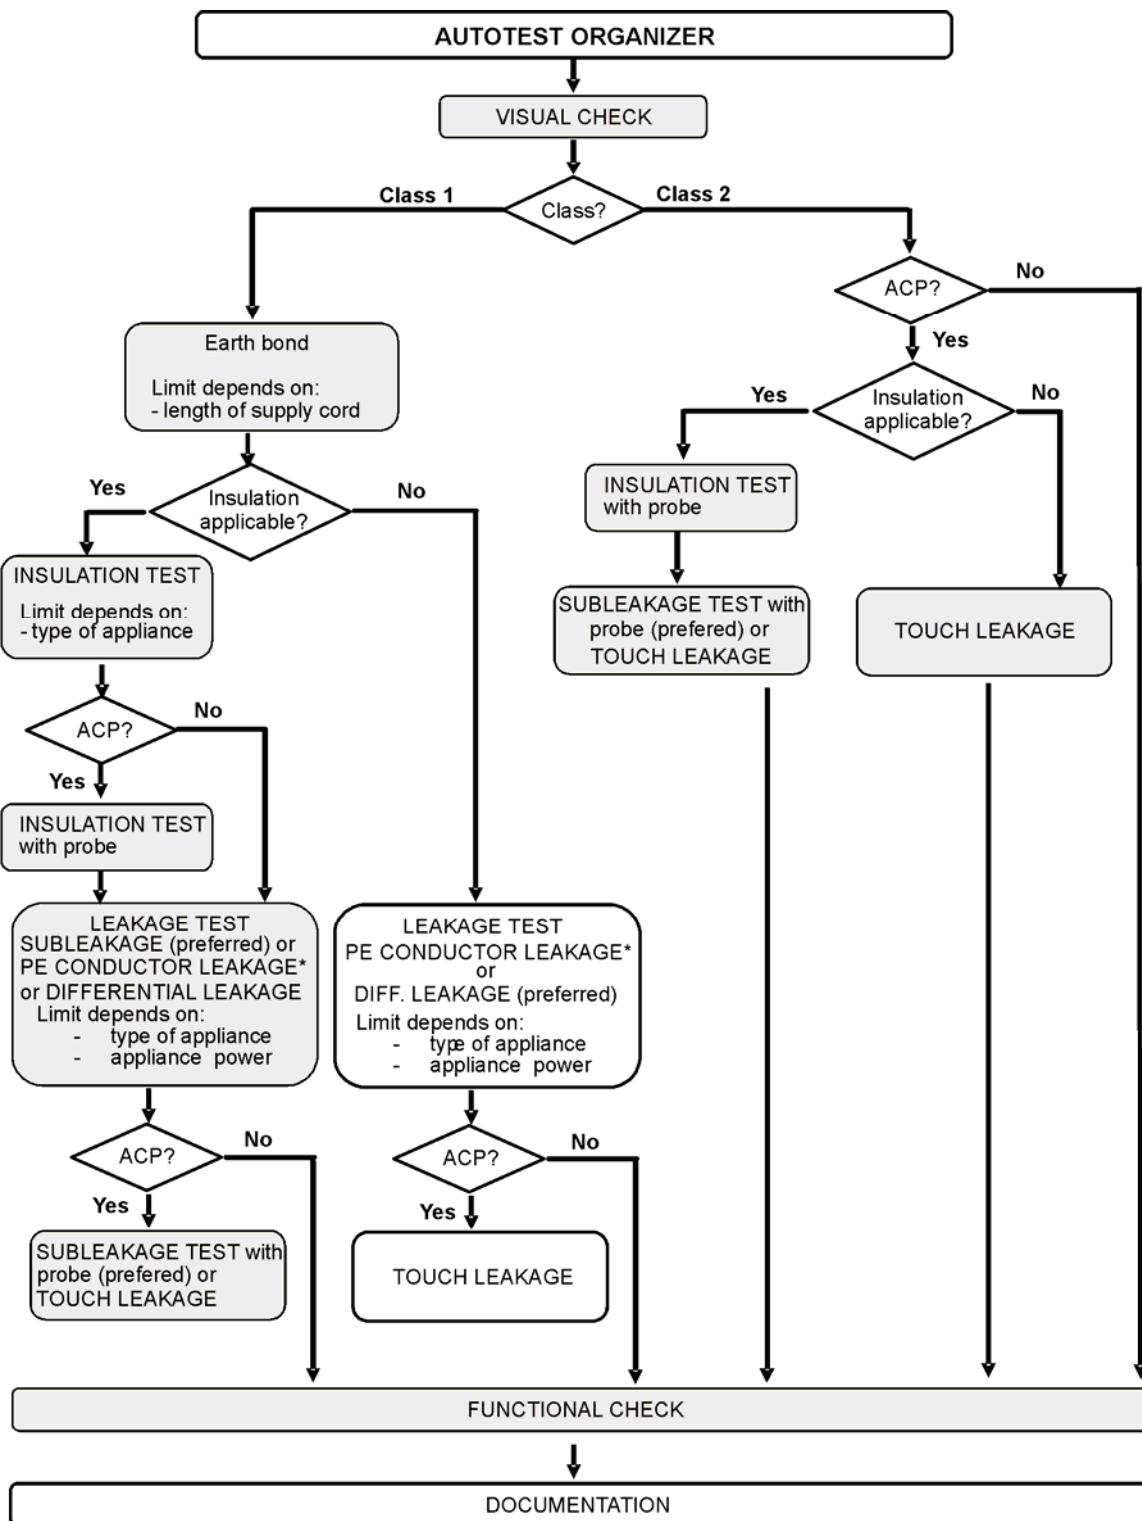 AUTOTEST ORGANIZER
VISUAL CHECK
Class 1
Class?
Class 2
ACP?
No
Yes
Earth bond
Limit depends on:
- length of supply cord
Yes
Insulation
applicable?
No
INSULATION TEST
with probe
SUBLEAKAGE TEST with
probe (prefered) or
TOUCH LEAKAGE
TOUCH LEAKAGE
Yes
Insulation
applicable?
No
INSULATION TEST
Limit depends on:
- type of appliance
ACP?
No
Yes
INSULATION TEST
with probe
LEAKAGE TEST
SUBLEAKAGE (preferred) or
PE CONDUCTOR LEAKAGE*
or DIFFERENTIAL LEAKAGE
Limit depends on:
- type of appliance
- appliance power
LEAKAGE TEST
PE CONDUCTOR LEAKAGE*
or
DIFF. LEAKAGE (preferred)
Limit depends on:
- type of appliance
- appliance power
ACP?
No
Yes
SUBLEAKAGE TEST with
probe (prefered) or
TOUCH LEAKAGE
ACP?
No
Yes
TOUCH LEAKAGE
FUNCTIONAL CHECK
DOCUMENTATION